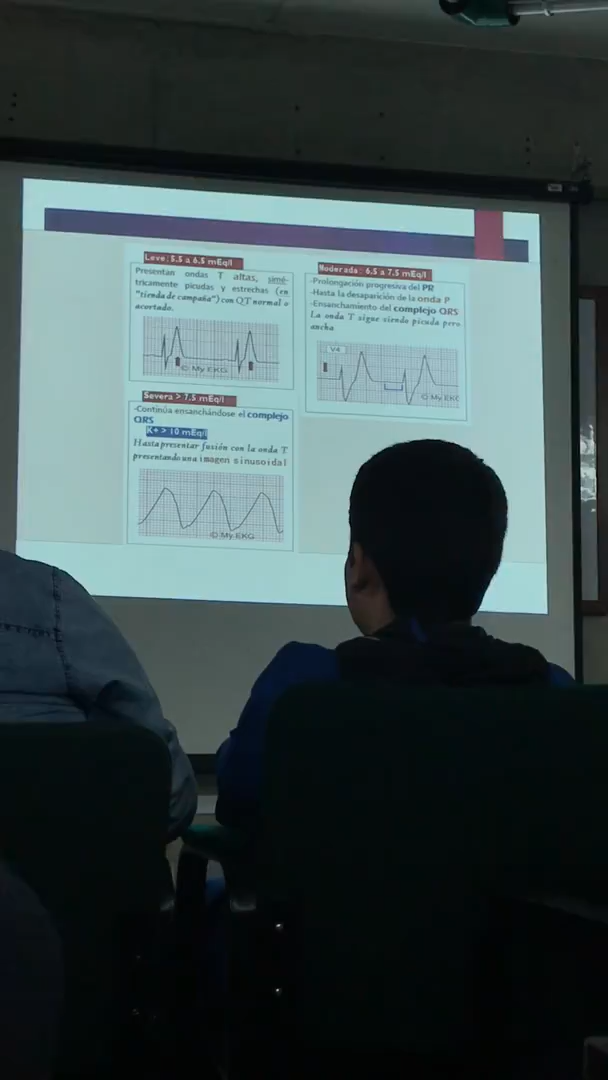 Leve: 5.5 a 6.5 mEq/l
Presentan ondas T altas, simé-
tricamente picudas y estrechas (en
"tienda de campaña") con QT normal o
acortado.
© My EKG
Moderada: 6.5 a 7.5 mEq/l
-Prolongación progresiva del PR
-Hasta la desaparición de la onda P
-Ensanchamiento del complejo QRS
La onda T sigue siendo picuda pero
ancha
V4
© My EKG
Severa > 7.5 mEq/l
-Continúa ensanchándose el complejo
QRS
K+ > 10 mEq/l
Hasta presentar fusión con la onda T
presentando una imagen sinusoidal
© My EKG